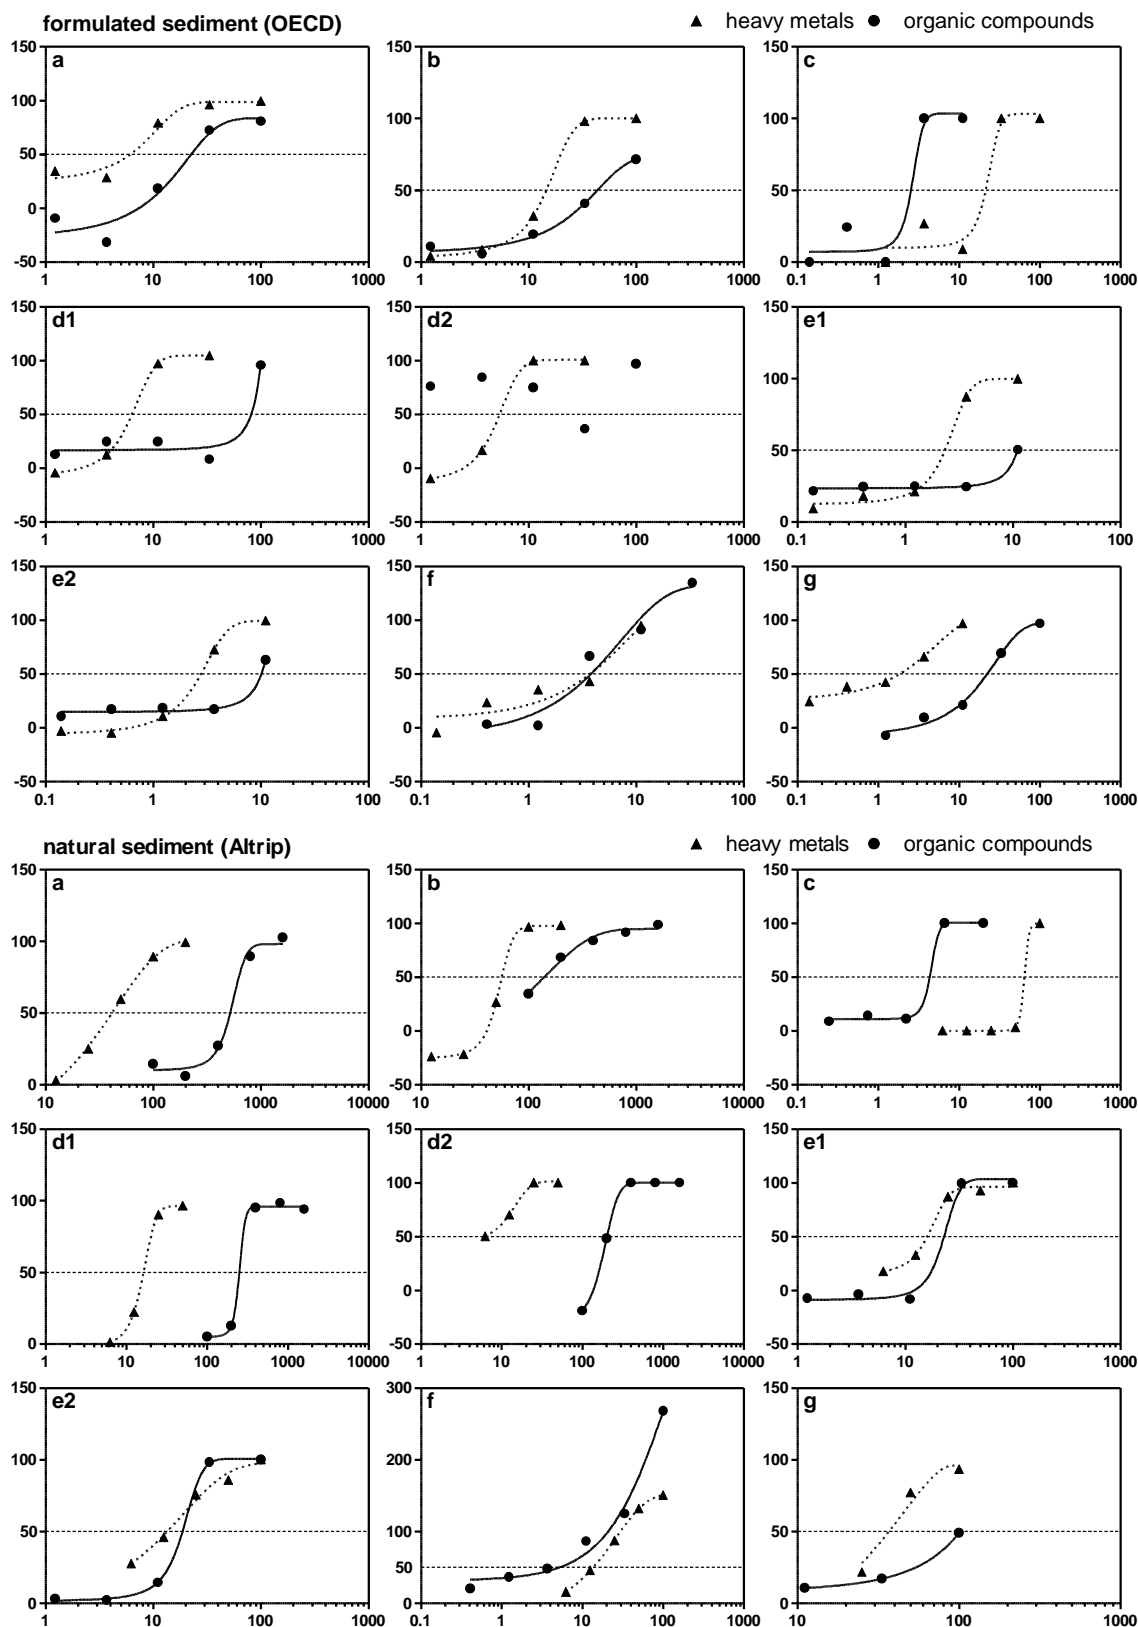 formulated sediment (OECD)
▲ heavy metals ● organic compounds
a
150
100
50
0
-50
1 10 100 1000
b
150
100
50
0
1 10 100 1000
c
150
100
50
0
0.1 1 10 100 1000
d1
150
100
50
0
-50
1 10 100 1000
d2
150
100
50
0
-50
1 10 100 1000
e1
150
100
50
0
0.1 1 10 100
e2
150
100
50
0
-50
0.1 1 10 100
f
150
100
50
0
-50
0.1 1 10 100
g
150
100
50
0
-50
0.1 1 10 100 1000
natural sediment (Altrip)
▲ heavy metals ● organic compounds
a
150
100
50
0
10 100 1000 10000
b
150
100
50
0
-50
10 100 1000 10000
c
150
100
50
0
-50
0.1 1 10 100 1000
d1
150
100
50
0
1 10 100 1000 10000
d2
150
100
50
0
-50
1 10 100 1000 10000
e1
150
100
50
0
-50
1 10 100 1000
e2
150
100
50
0
1 10 100 1000
f
300
200
100
50
0
0.1 1 10 100 1000
g
150
100
50
0
10 100 1000